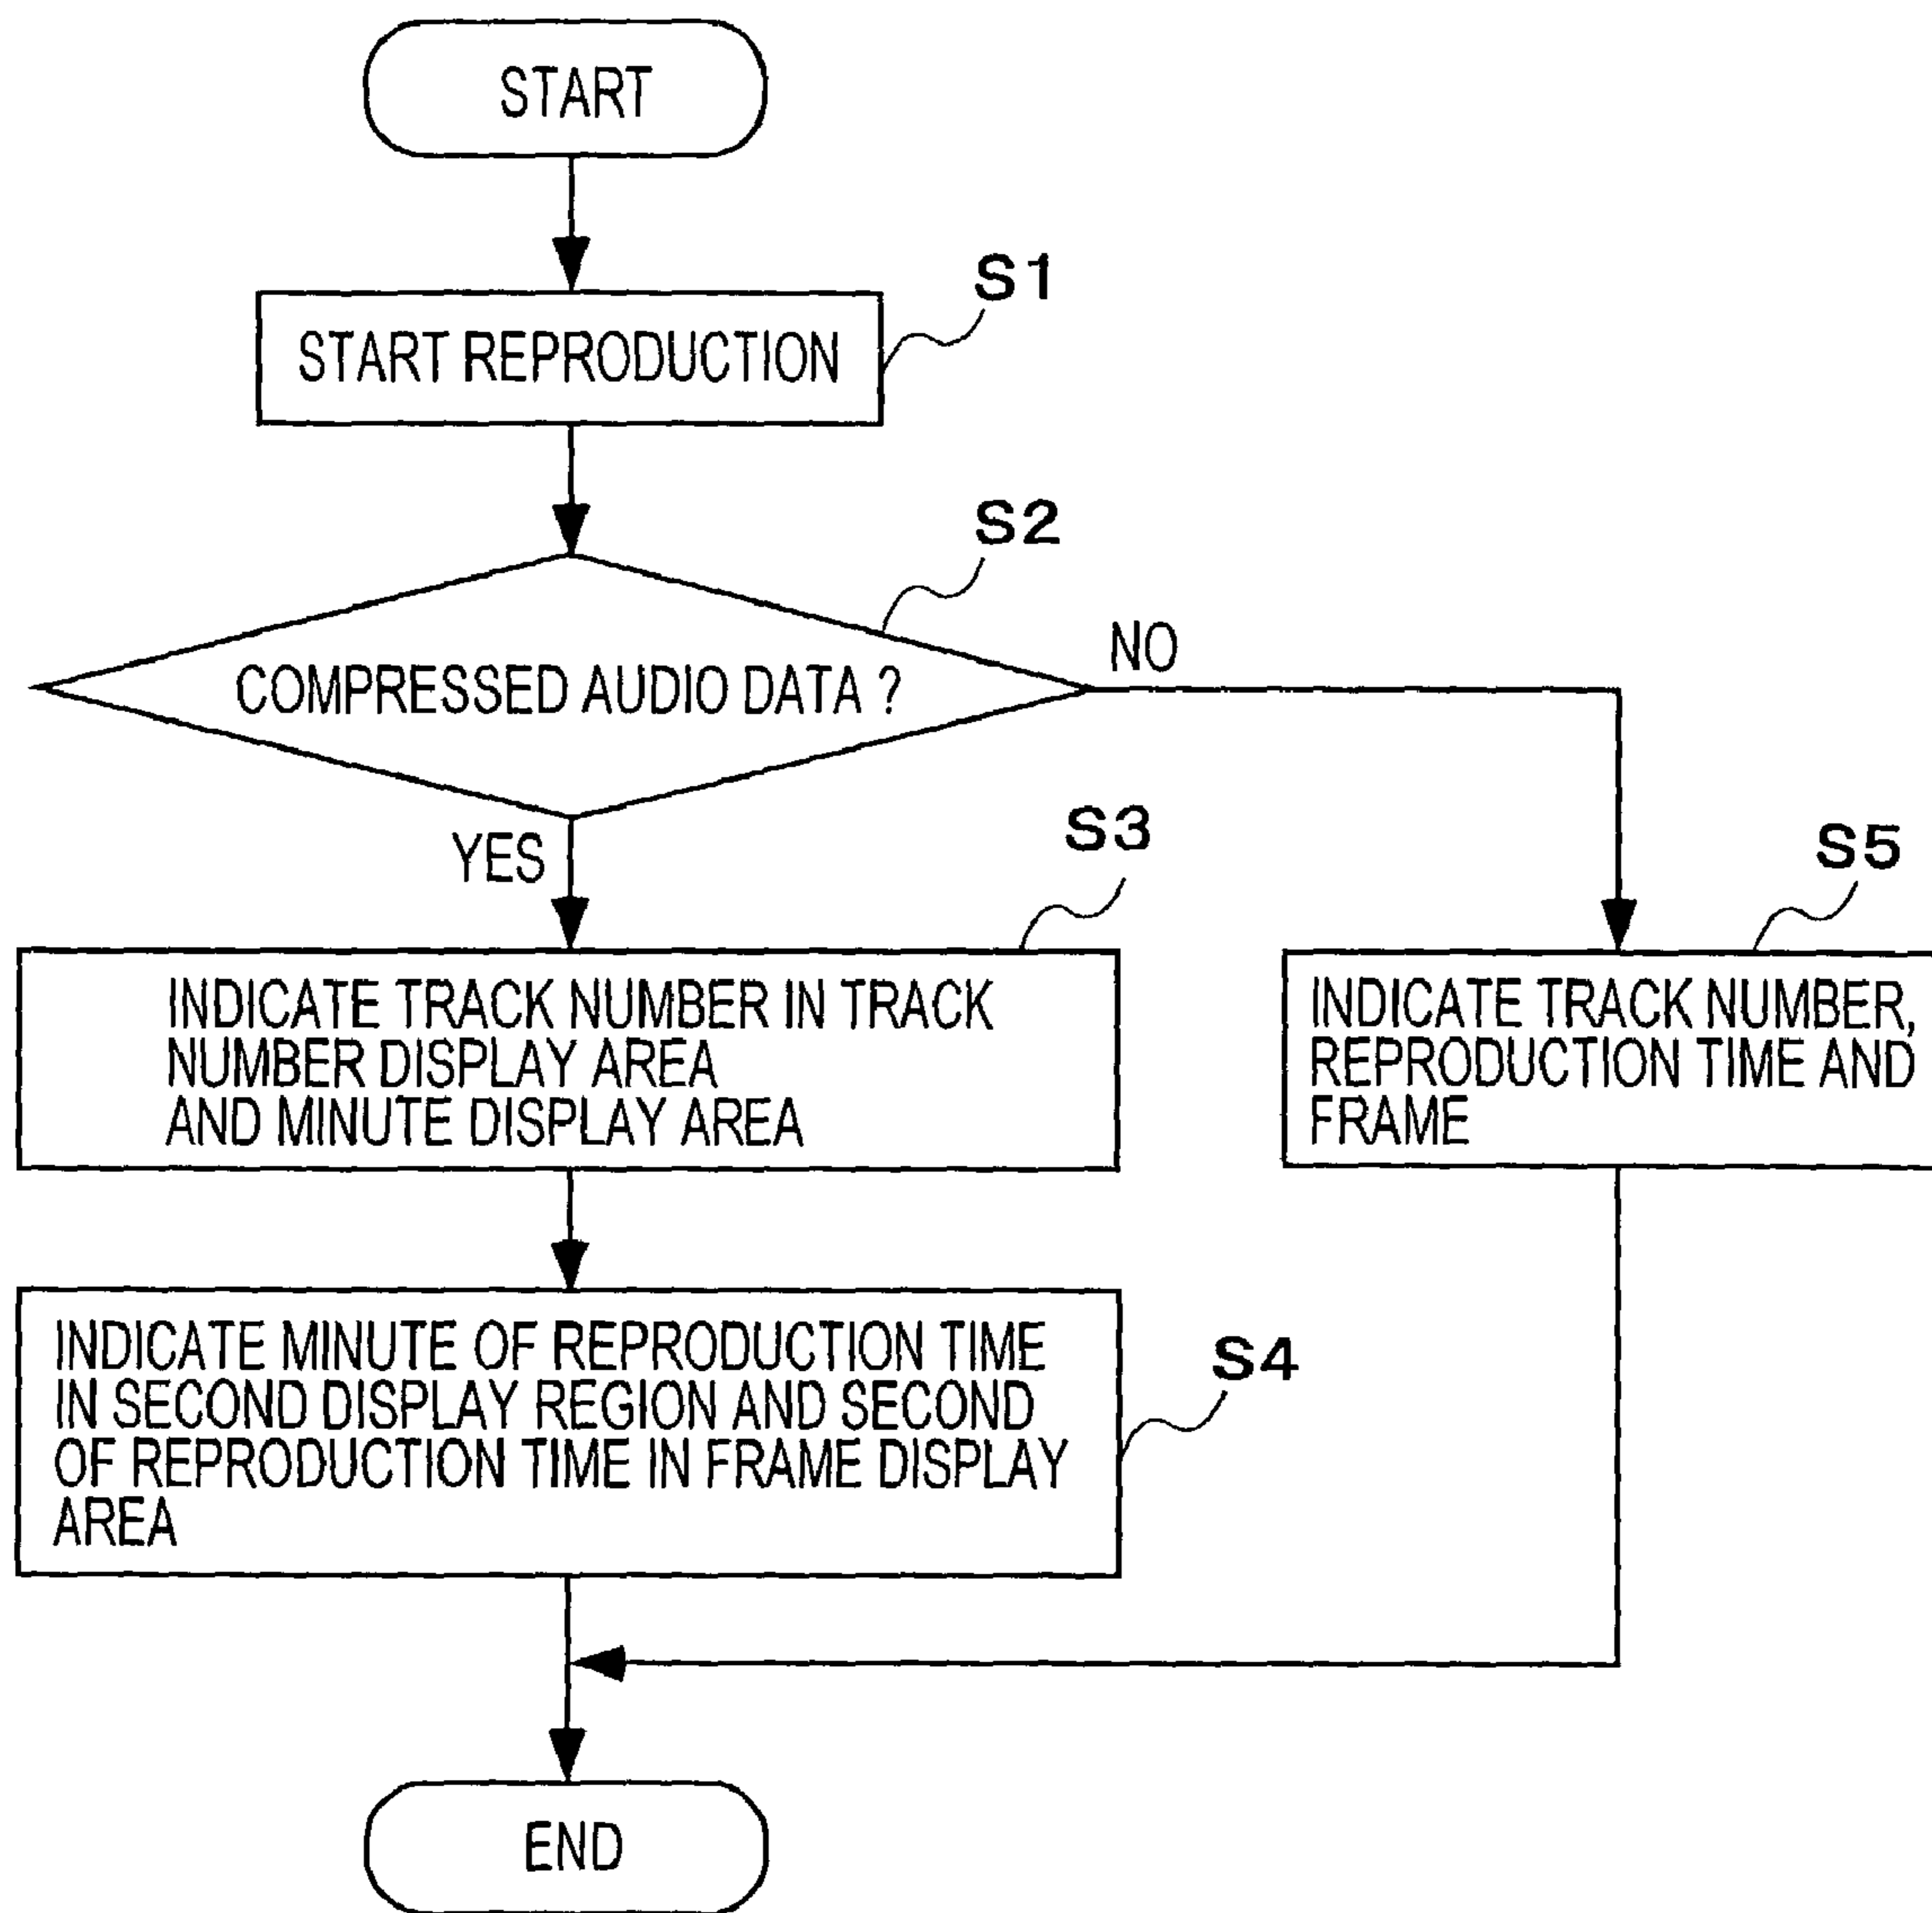 START
S1
START REPRODUCTION
S2
COMPRESSED AUDIO DATA ?
NO
YES
S3
INDICATE TRACK NUMBER IN TRACK
NUMBER DISPLAY AREA
AND MINUTE DISPLAY AREA
S5
INDICATE TRACK NUMBER,
REPRODUCTION TIME AND
FRAME
S4
INDICATE MINUTE OF REPRODUCTION TIME
IN SECOND DISPLAY REGION AND SECOND
OF REPRODUCTION TIME IN FRAME DISPLAY
AREA
END